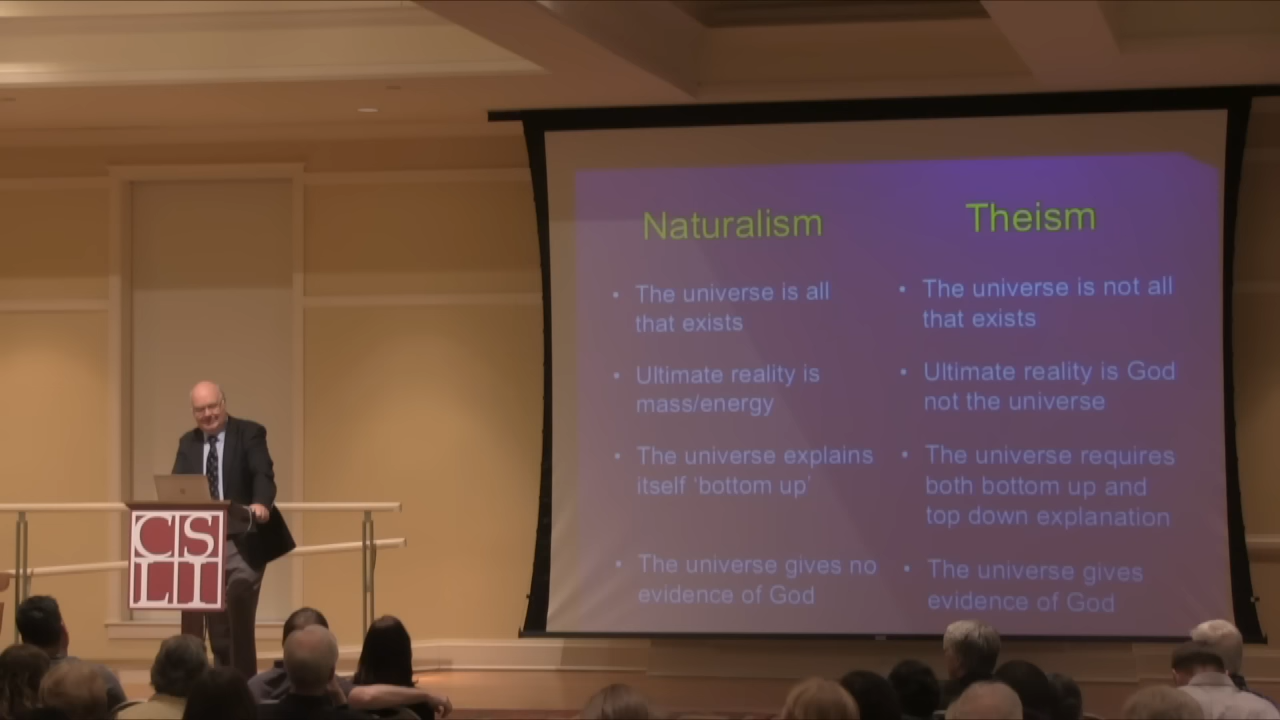 CS
LI
Naturalism
The universe is all
that exists
Ultimate reality is
mass/energy
The universe explains
itself 'bottom up'
The universe gives no
evidence of God
Theism
The universe is not all
that exists
Ultimate reality is God
not the universe
The universe requires
both bottom up and
top down explanation
The universe gives
evidence of God